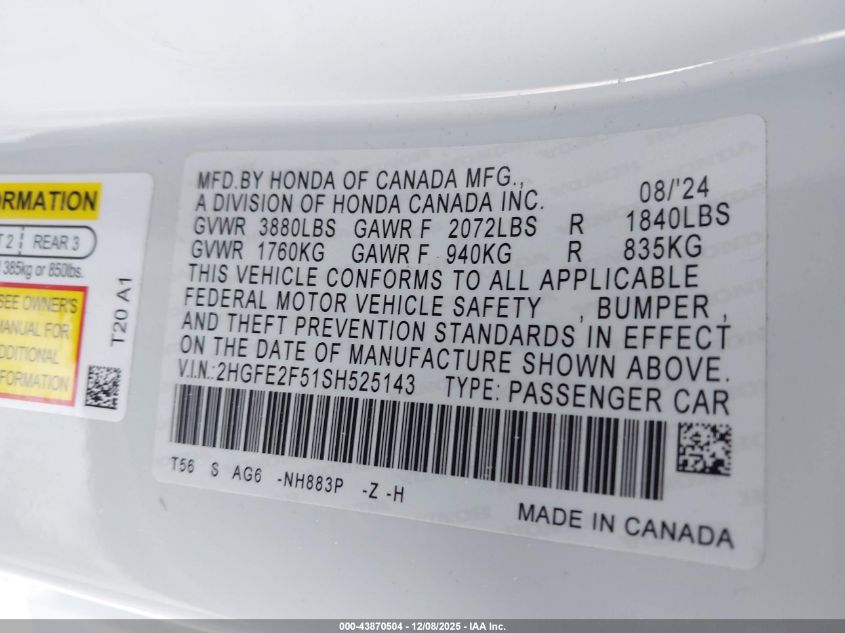 ORMATION
T 2 REAR 3
385kg or 850lbs.
SEE OWNER'S
MANUAL FOR
ADDITIONAL
FORMATION
T20 A1
MFD.BY HONDA OF CANADA MFG.,
A DIVISION OF HONDA CANADA INC. 08/'24
GVWR 3880LBS GAWR F 2072LBS R 1840LBS
GVWR 1760KG GAWR F 940KG R 835KG
THIS VEHICLE CONFORMS TO ALL APPLICABLE
FEDERAL MOTOR VEHICLE SAFETY , BUMPER ,
AND THEFT PREVENTION STANDARDS IN EFFECT
ON THE DATE OF MANUFACTURE SHOWN ABOVE.
V.I.N.:2HGFE2F51SH525143 TYPE: PASSENGER CAR
T56 S AG6 -NH883P -Z -H
MADE IN CANADA
000-43870504 - 12/08/2025 - IAA Inc.